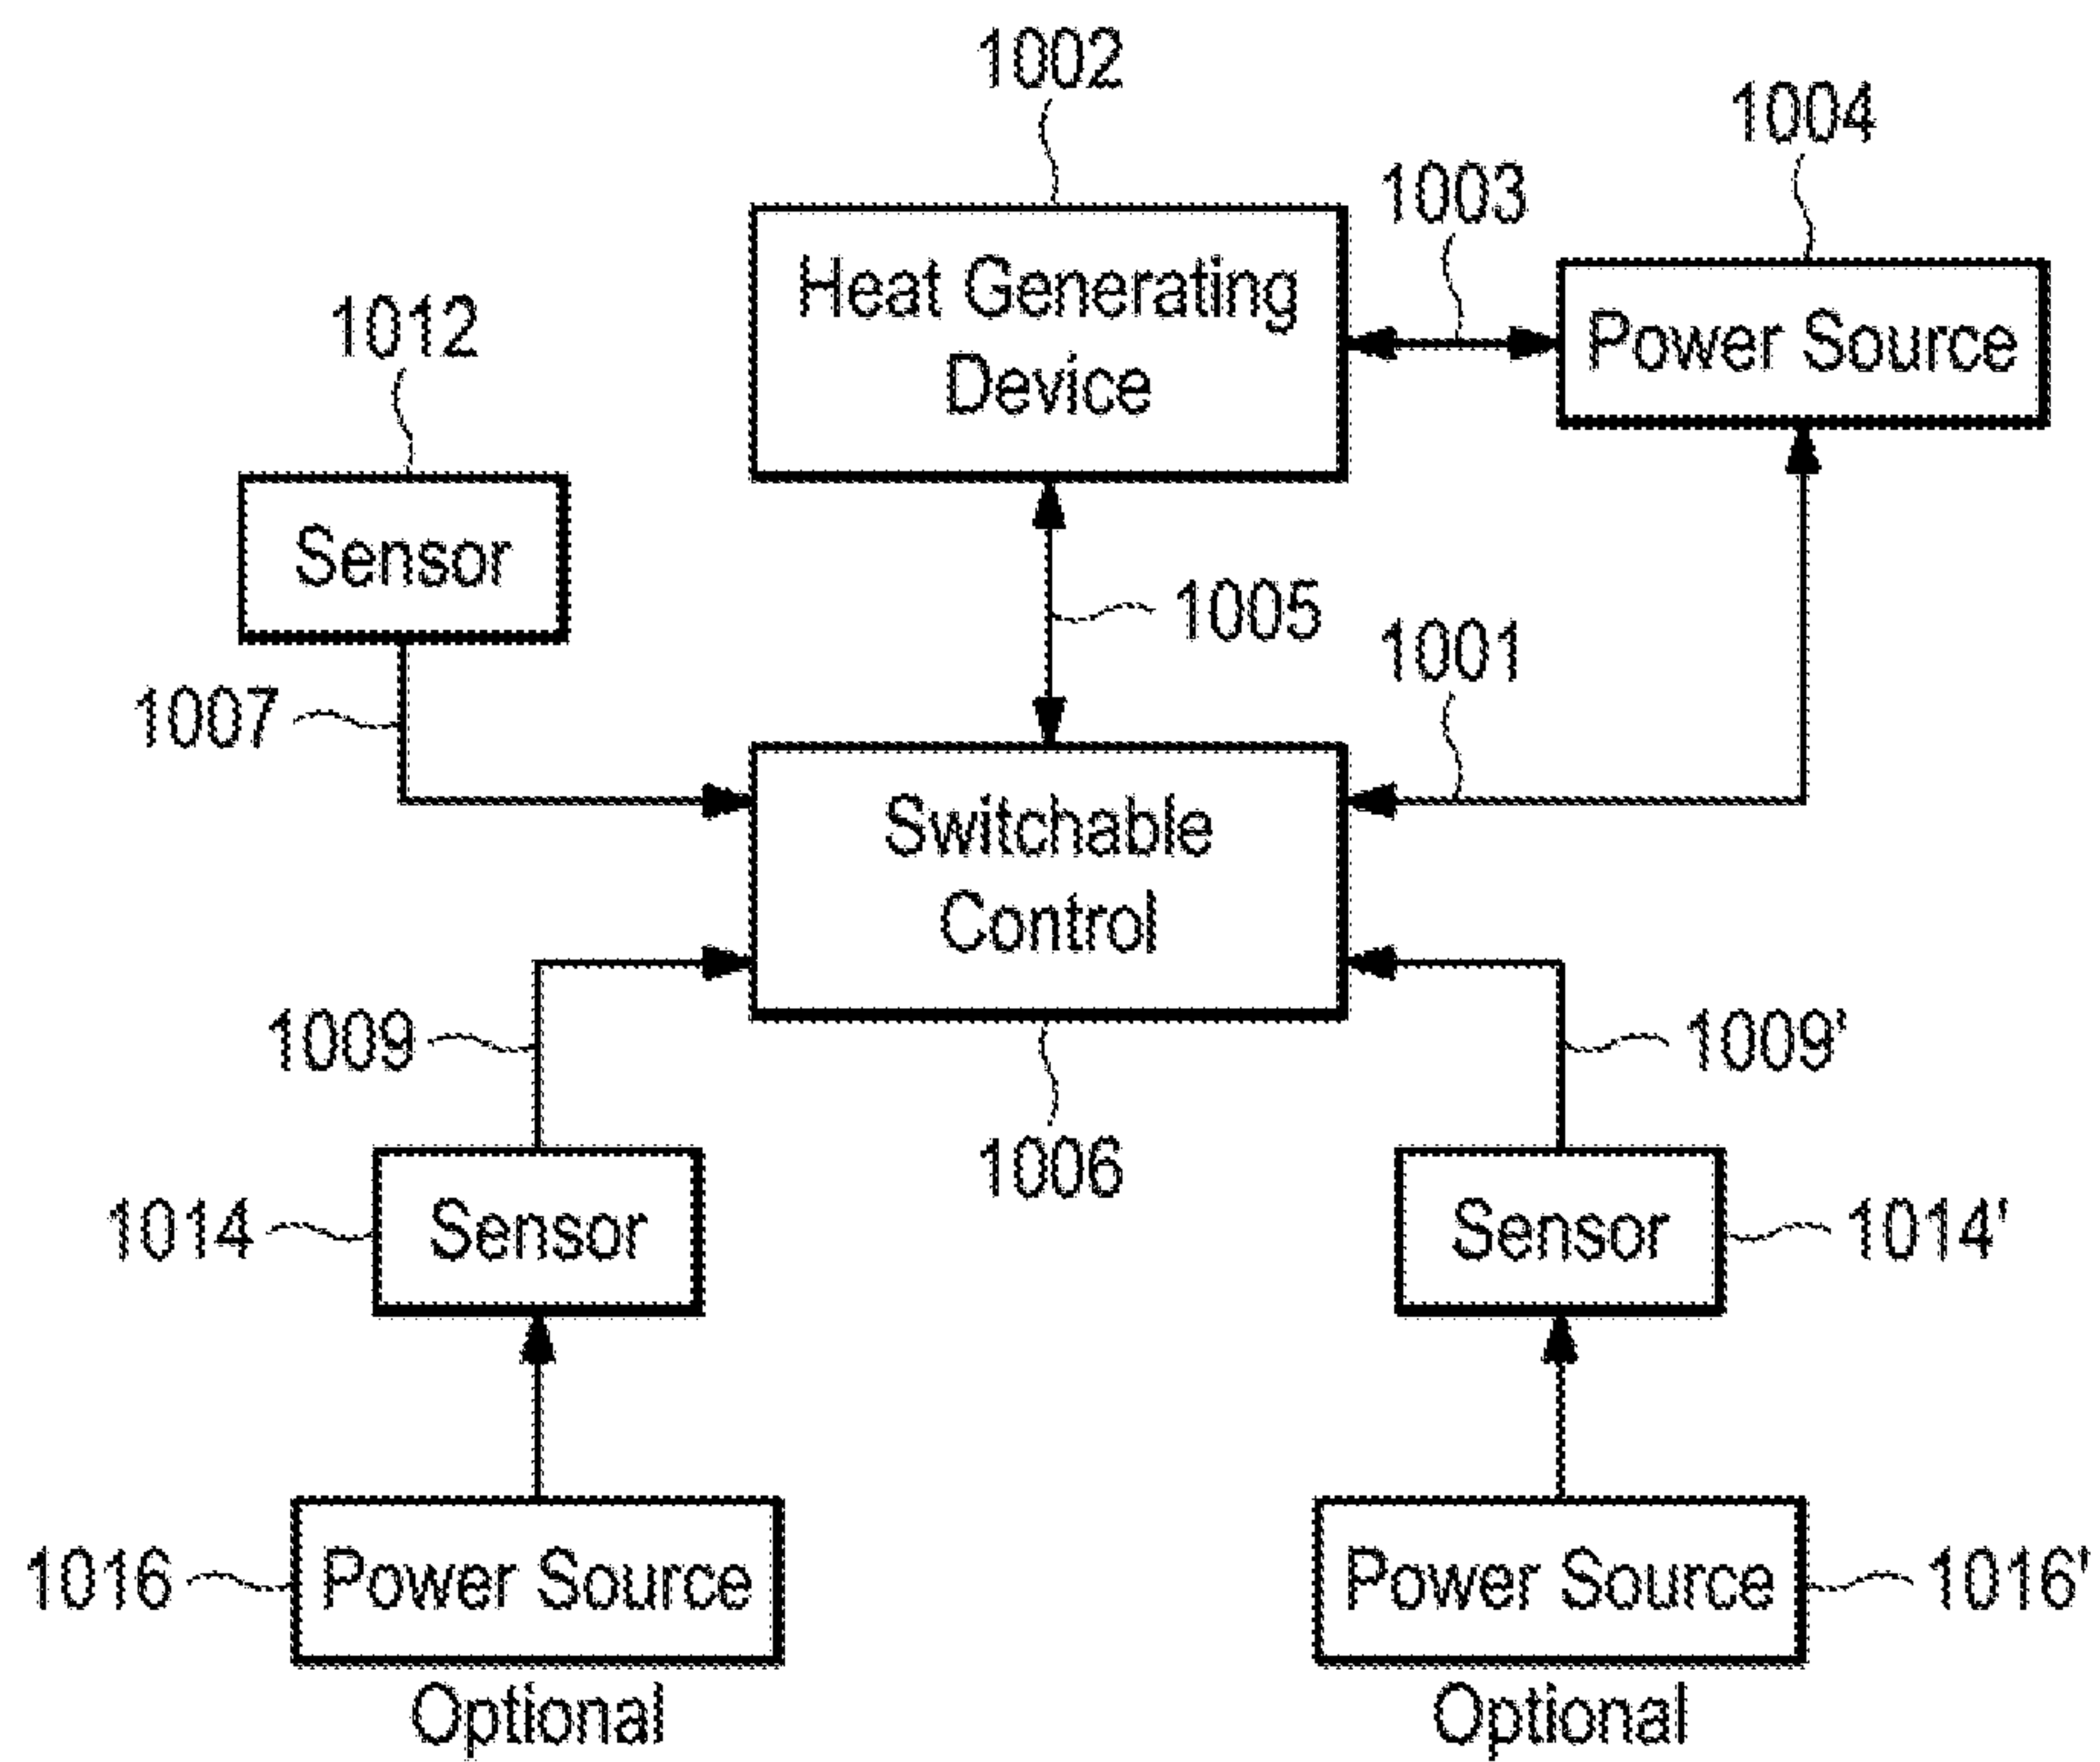 1002
1004
1003
Heat Generating
Device
Power Source
1012
Sensor
1005
1001
1007
Switchable
Control
1009
1009'
1006
1014
Sensor
Sensor
1014'
1016
Power Source
Power Source
1016'
Optional
Optional